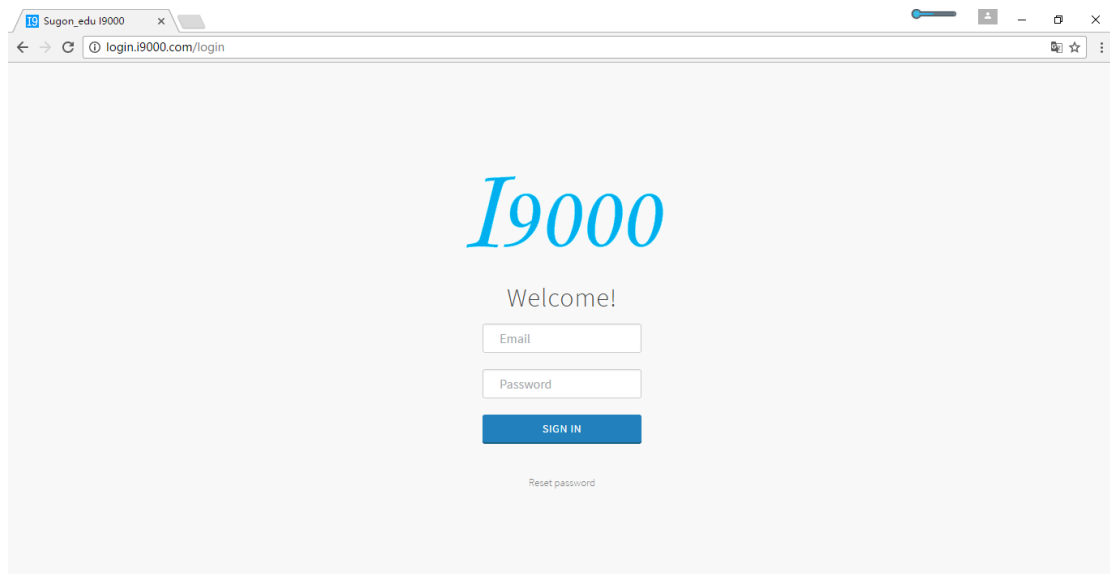 Sugon_edu I9000
login.i9000.com/login
I9000
Welcome!
Email
Password
SIGN IN
Reset password